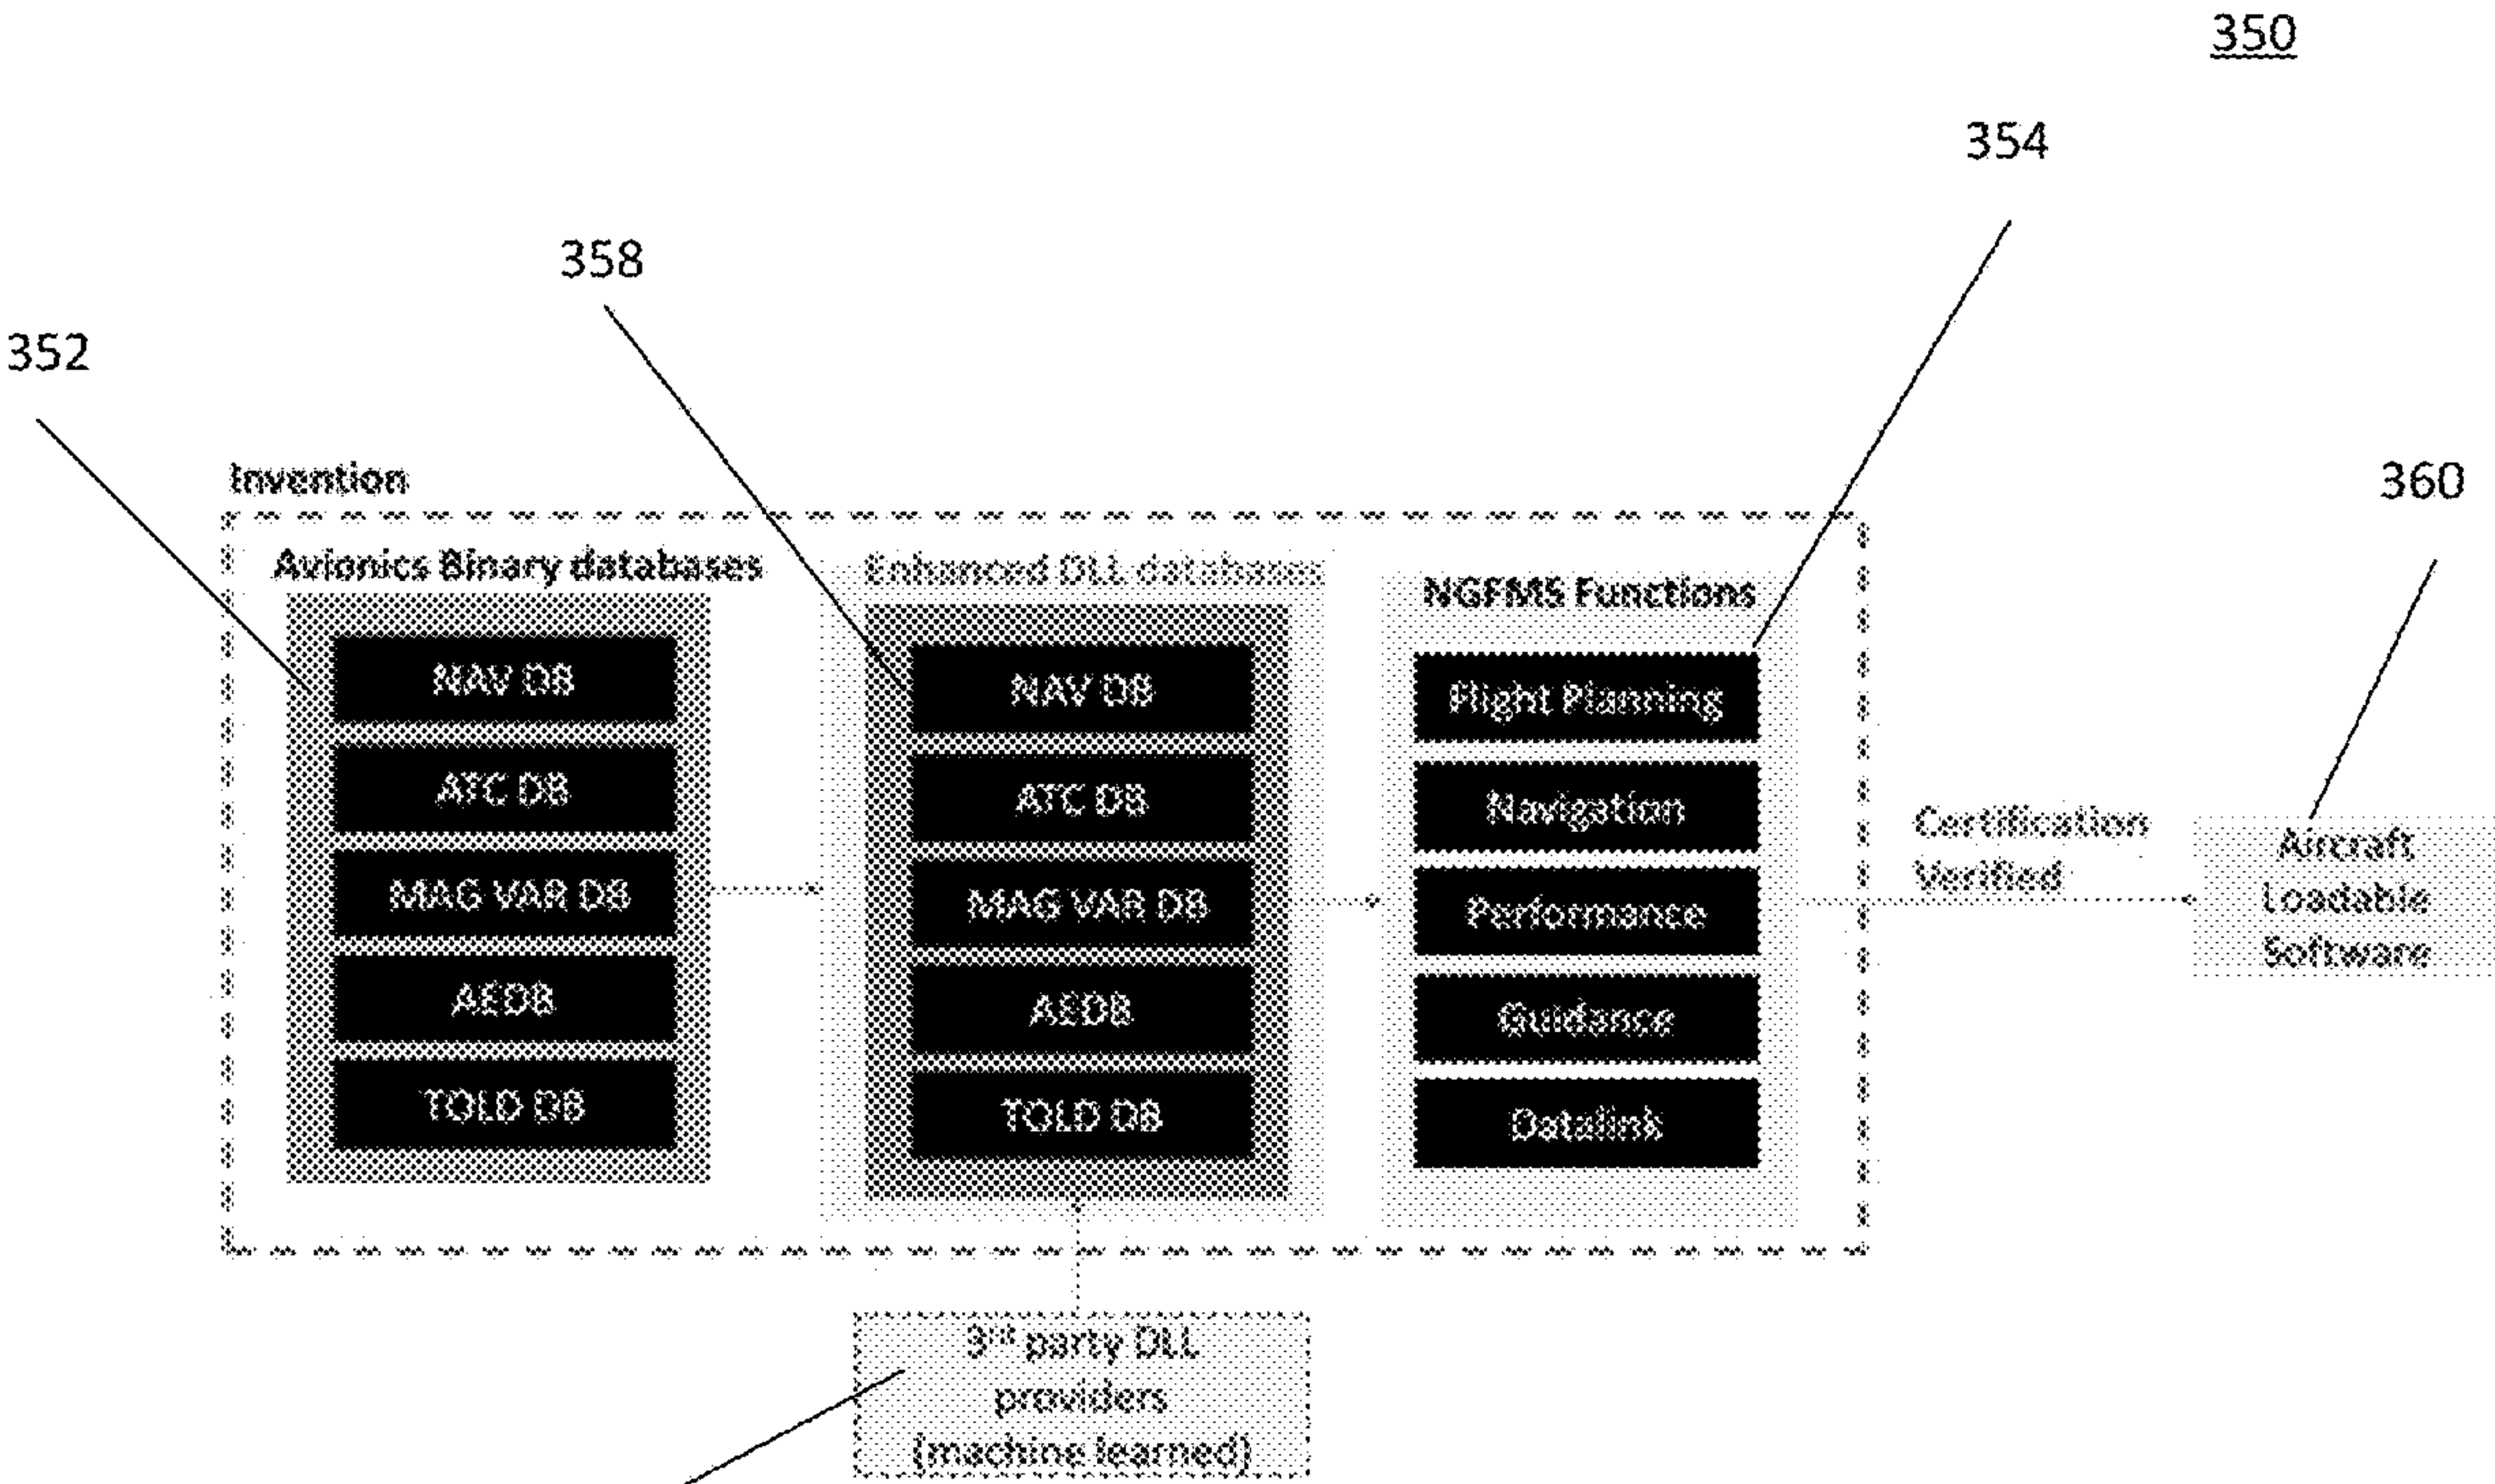 350
354
358
352
360
Invention
Avionics Binary databases
NAV DB
ATC DB
MAG VAR DB
AEDB
TOLD DB
Enhanced DLL databases
NAV DB
ATC DB
MAG VAR DB
AEDB
TOLD DB
NGFMS Functions
Flight Planning
Navigation
Performance
Guidance
Datalink
Certification
Verified
Aircraft
Loadable
Software
3rd party DLL
providers
(machine learned)